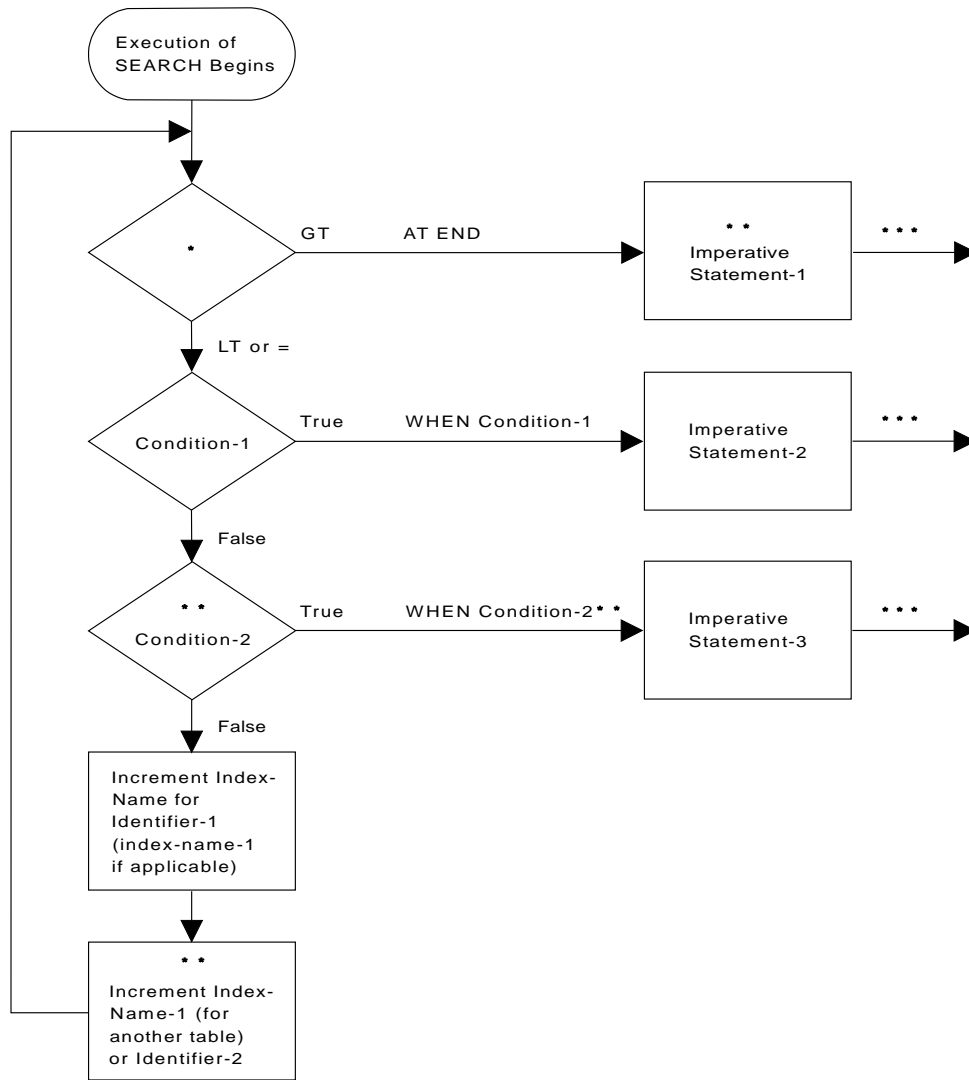 Execution of
SEARCH Begins
*
GT
AT END
* *
Imperative
Statement-1
* * *
LT or =
Condition-1
True
WHEN Condition-1
Imperative
Statement-2
* * *
False
* *
Condition-2
True
WHEN Condition-2* *
Imperative
Statement-3
* * *
False
Increment Index-
Name for
Identifier-1
(index-name-1
if applicable)
* *
Increment Index-
Name-1 (for
another table)
or Identifier-2